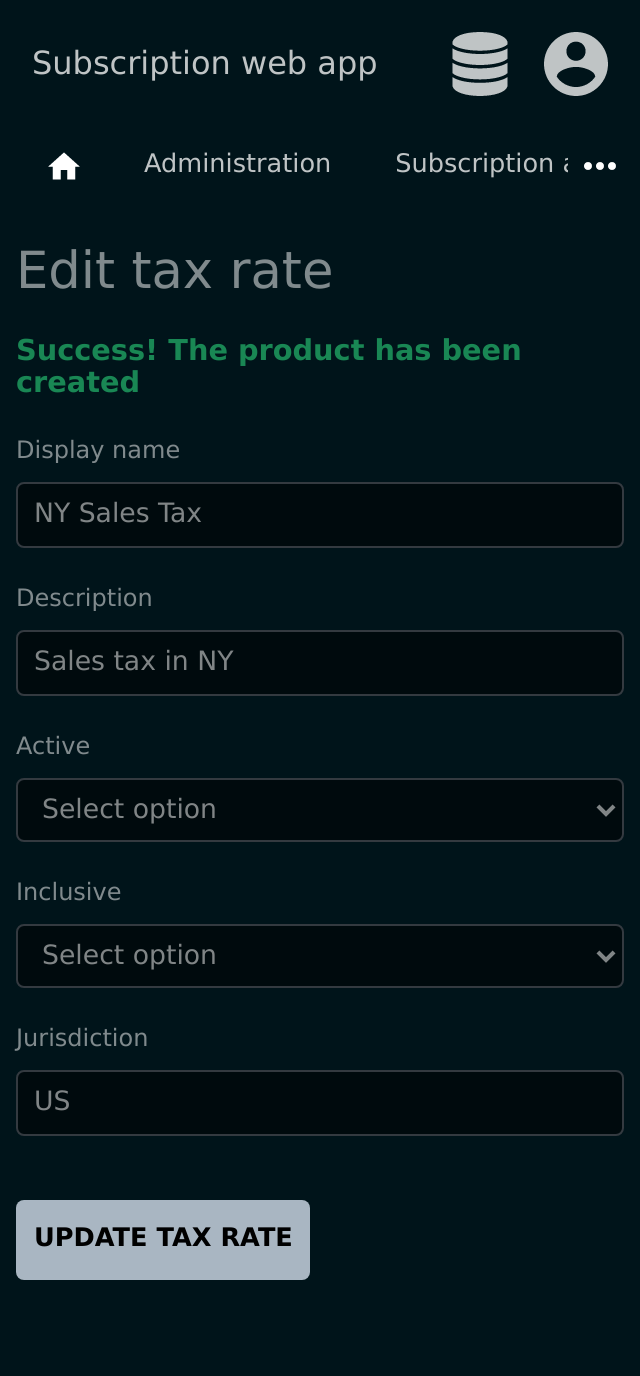 Subscription web app
Administration
Subscription
Edit tax rate
Success! The product has been
created
Display name
NY Sales Tax
Description
Sales tax in NY
Active
Select option
Inclusive
Select option
Jurisdiction
US
UPDATE TAX RATE